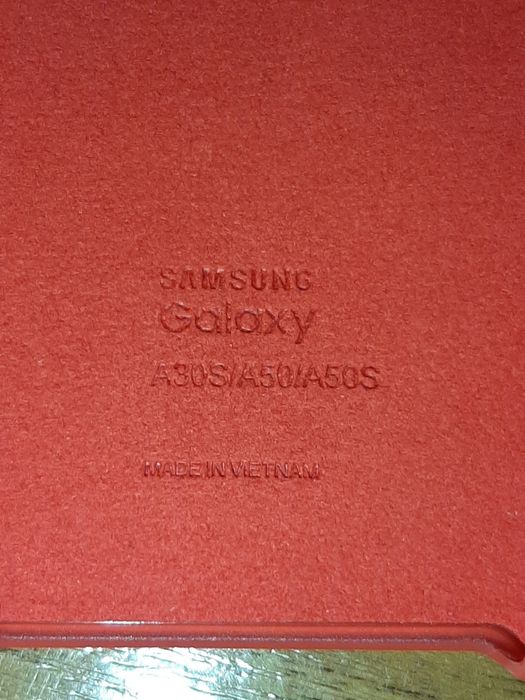 SAMSUNG
Galaxy
A30S/A50/A50S
MADE IN VIETNAM